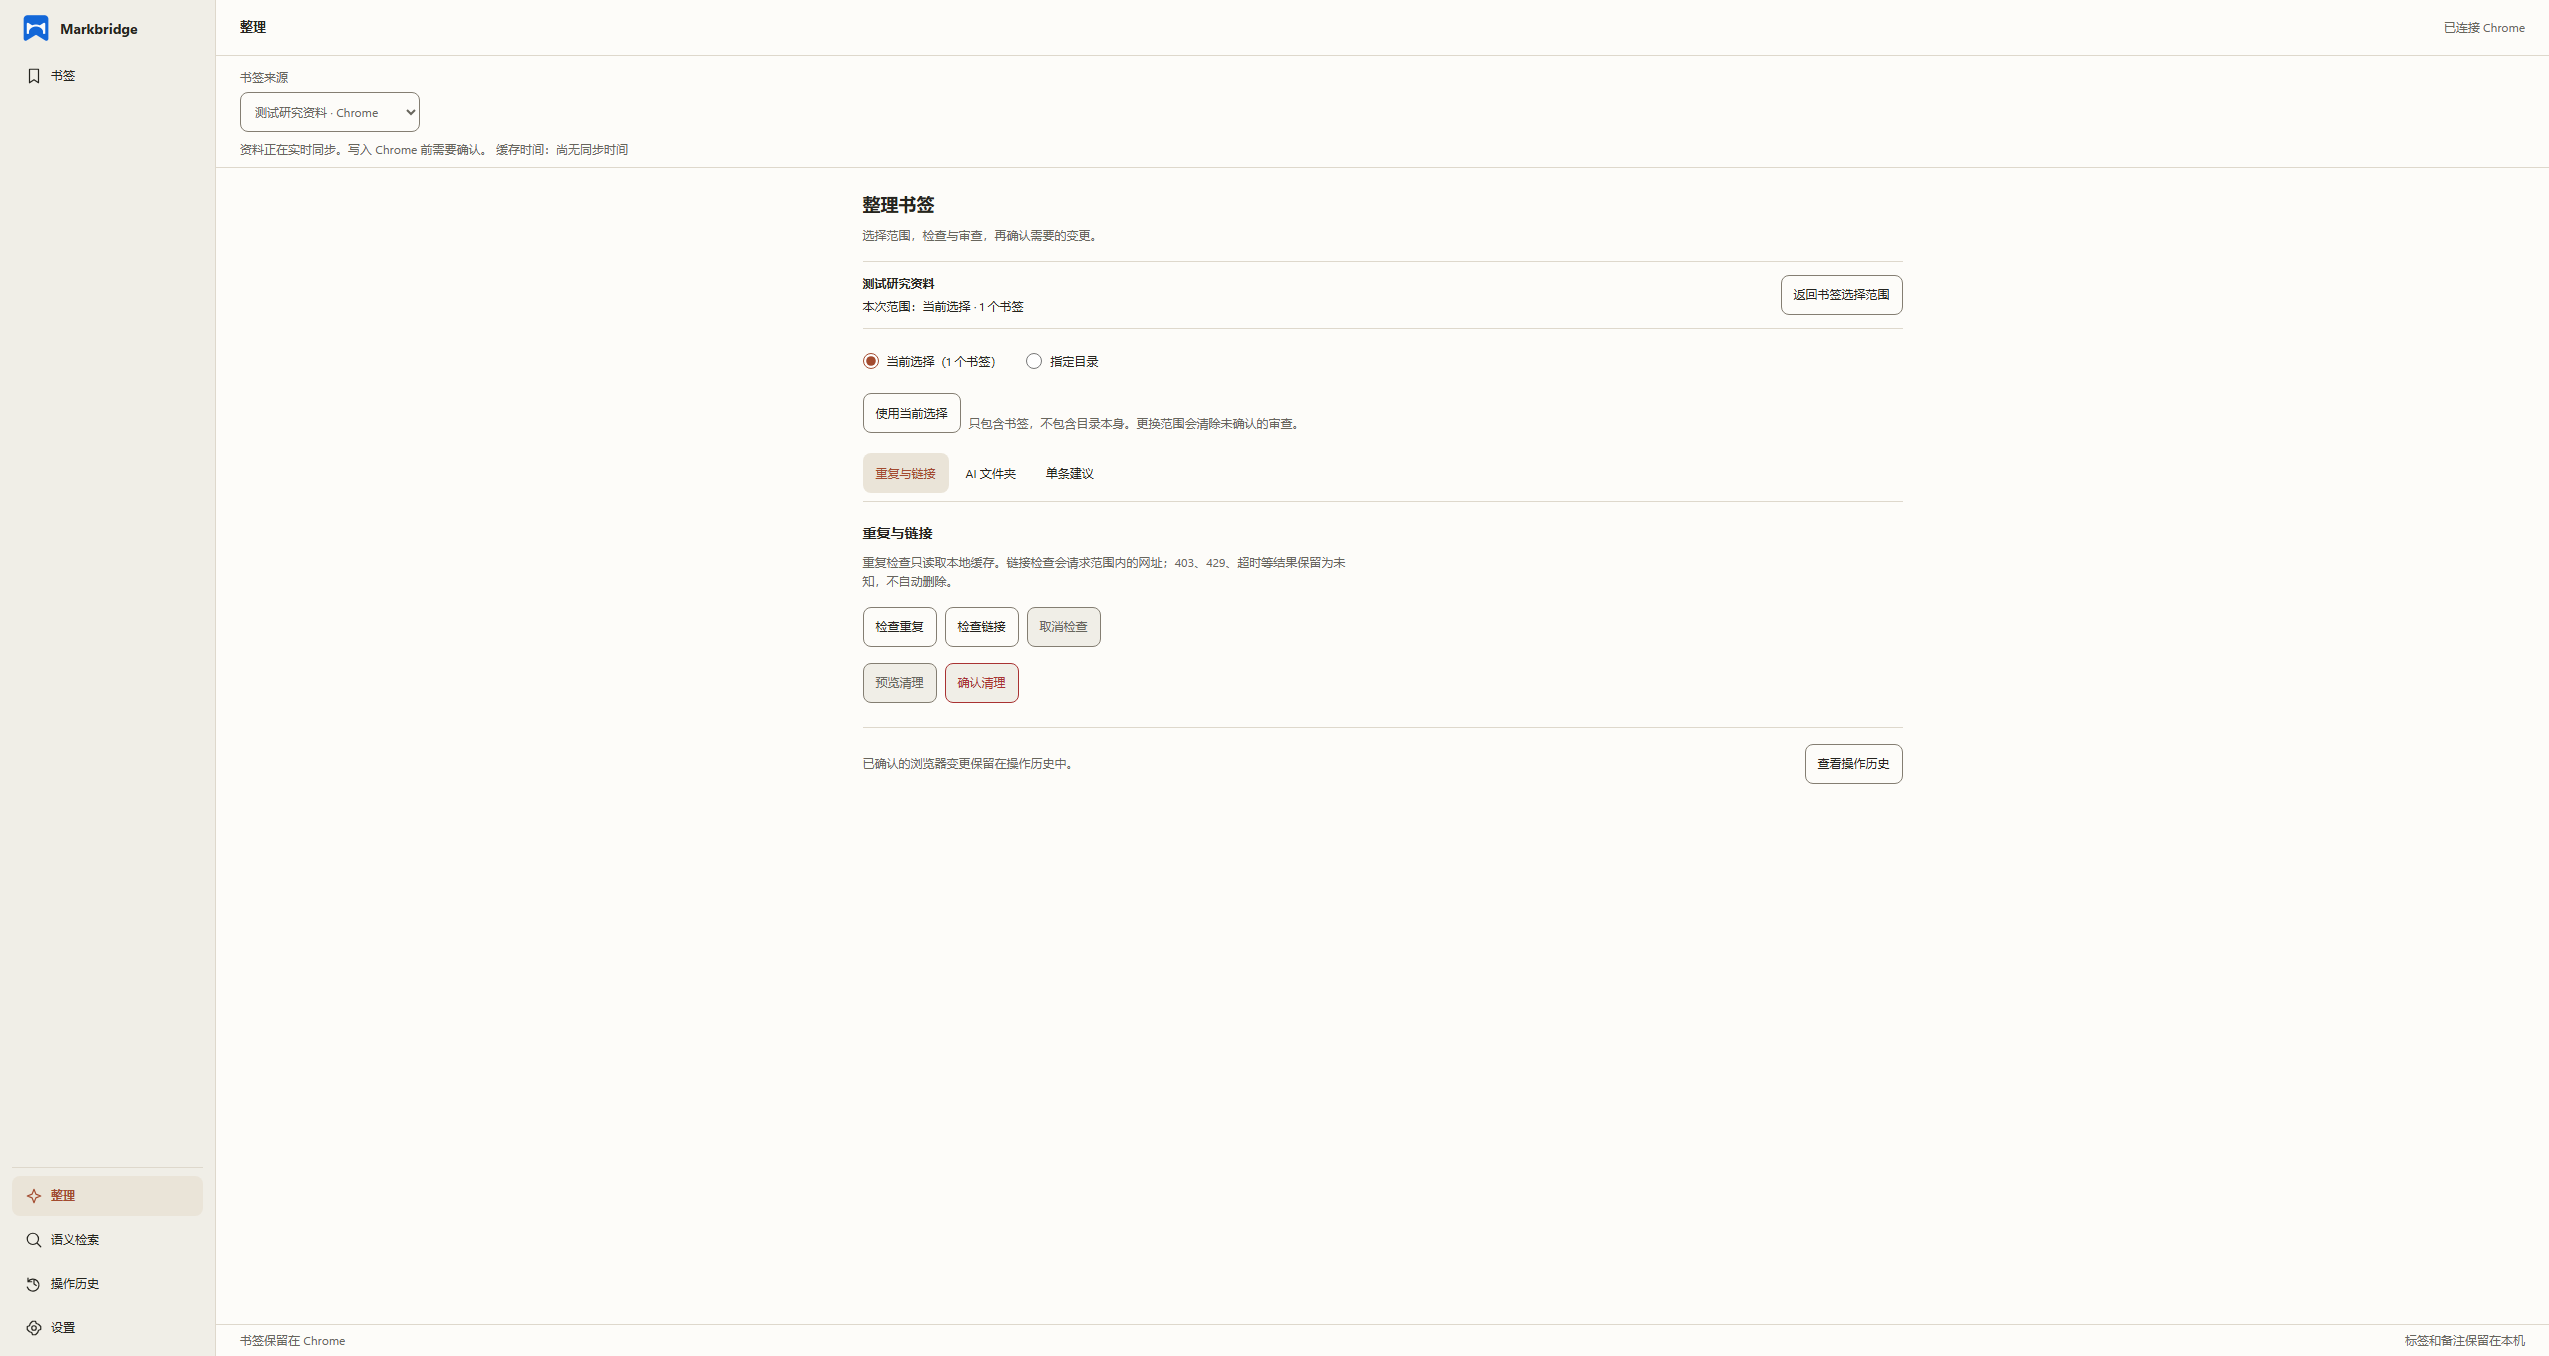 Markbridge
书签
整理
已连接 Chrome
书签来源
测试研究资料 · Chrome
资料正在实时同步。写入 Chrome 前需要确认。 缓存时间：尚无同步时间
整理书签
选择范围，检查与审查，再确认需要的变更。
测试研究资料
本次范围：当前选择 · 1 个书签
返回书签选择范围
当前选择（1 个书签）
指定目录
使用当前选择
只包含书签，不包含目录本身。更换范围会清除未确认的审查。
重复与链接
AI 文件夹
单条建议
重复与链接
重复检查只读取本地缓存。链接检查会请求范围内的网址；403、429、超时等结果保留为未
知，不自动删除。
检查重复
检查链接
取消检查
预览清理
确认清理
已确认的浏览器变更保留在操作历史中。
查看操作历史
整理
语义检索
操作历史
设置
书签保留在 Chrome
标签和备注保留在本机